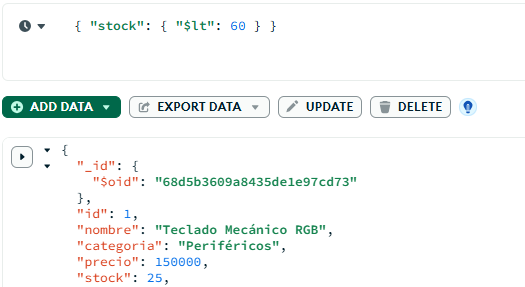 { "stock": { "$lt": 60 } }
ADD DATA EXPORT DATA UPDATE DELETE
{
"_id": {
"$oid": "68d5b3609a8435de1e97cd73"
},
"id": 1,
"nombre": "Teclado Mecánico RGB",
"categoria": "Periféricos",
"precio": 150000,
"stock": 25,